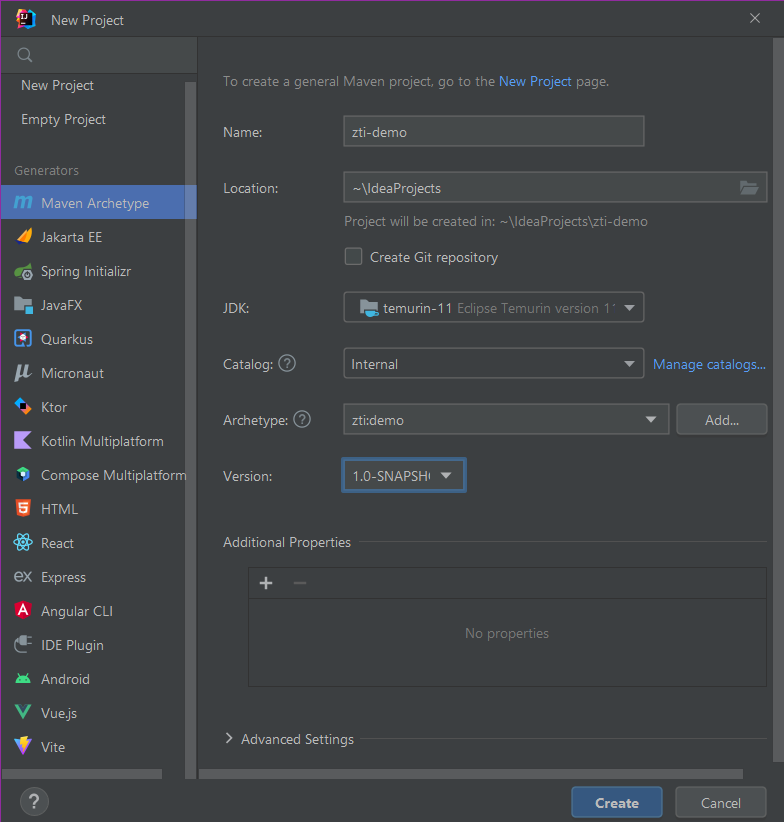 New Project
New Project
Empty Project
Generators
Maven Archetype
Jakarta EE
Spring Initializr
JavaFX
Quarkus
Micronaut
Ktor
Kotlin Multiplatform
Compose Multiplatform
HTML
React
Express
Angular CLI
IDE Plugin
Android
Vue.js
Vite
To create a general Maven project, go to the New Project page.
Name: zti-demo
Location: ~\IdeaProjects
Project will be created in: ~\IdeaProjects\zti-demo
Create Git repository
JDK: temurin-11 Eclipse Temurin version 11
Catalog: ? Internal Manage catalogs...
Archetype: ? zti:demo Add...
Version: 1.0-SNAPSH
Additional Properties
+ −
No properties
Advanced Settings
? Create Cancel